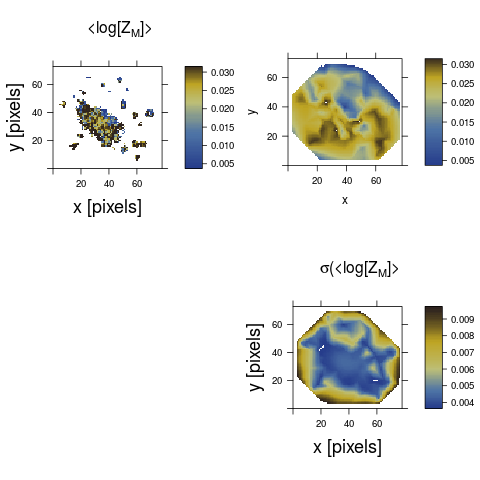 <log[Z_M]>
y [pixels]
60
40
20
20 40 60
x [pixels]
0.030
0.025
0.020
0.015
0.010
0.005
y
60
40
20
20 40 60
x
0.030
0.025
0.020
0.015
0.010
0.005
σ(<log[Z_M]>
y [pixels]
60
40
20
20 40 60
x [pixels]
0.009
0.008
0.007
0.006
0.005
0.004